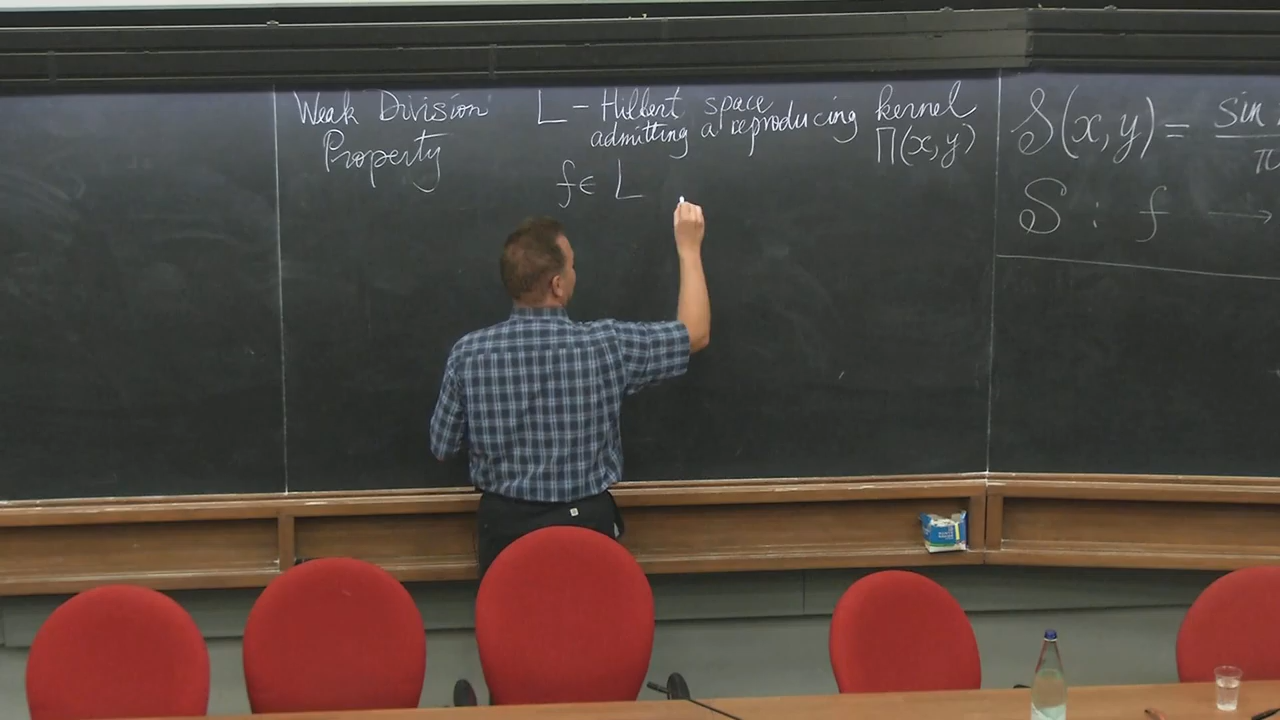 Weak Division
Property
L - Hilbert space
admitting a reproducing kernel
Π(x,y)
f ∈ L
S(x,y) = sin
π
S : f →